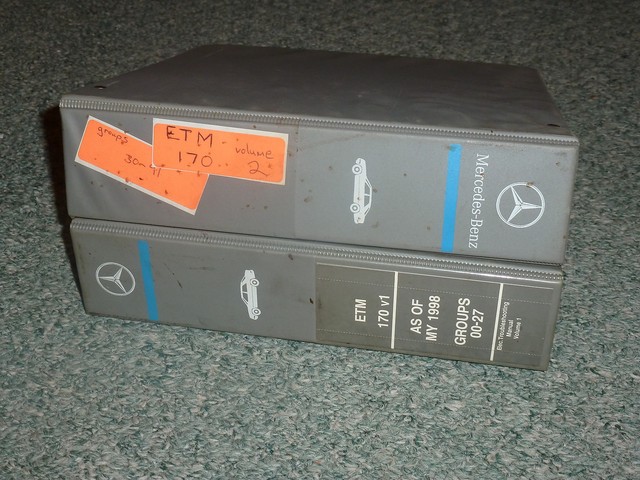 groups
ETM
170
volume
2
Mercedes-Benz
ETM
170 v1
AS OF
MY 1998
GROUPS
00-27
Elec.Troubleshooting
Manual
Volume 1